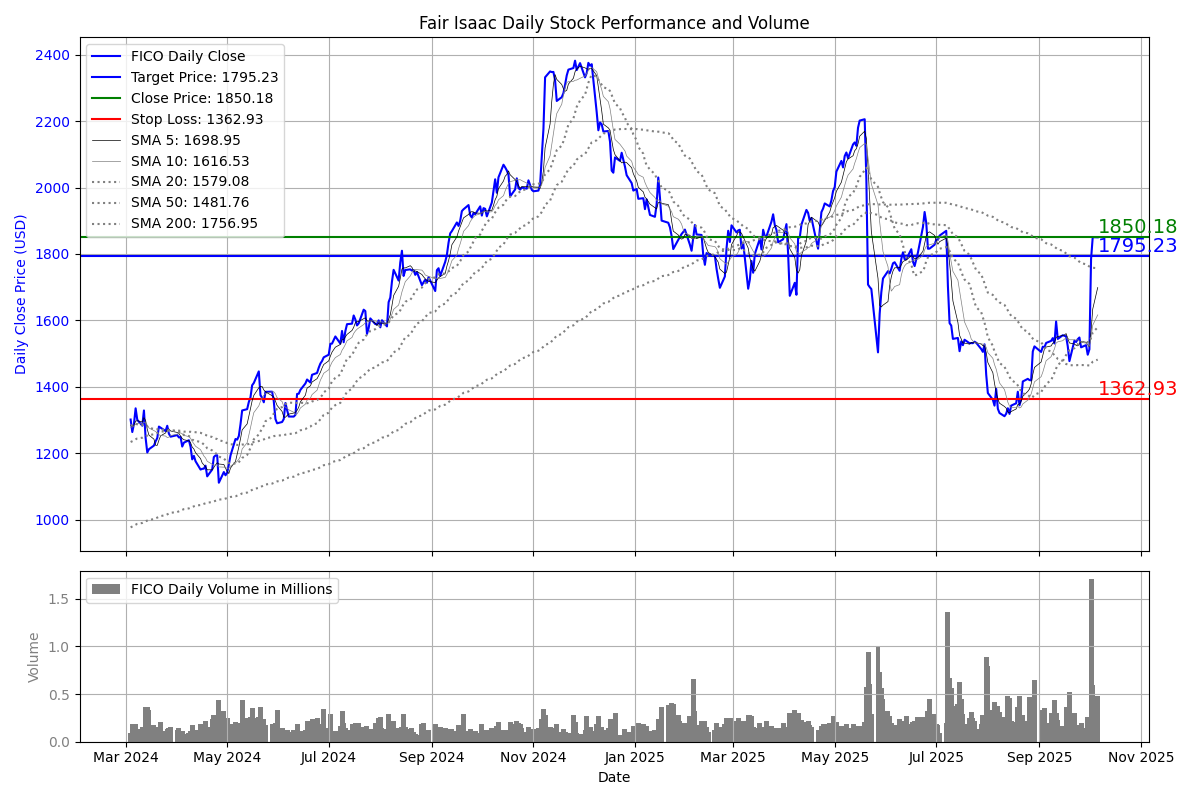 Fair Isaac Daily Stock Performance and Volume
2400
2200
2000
1800
1600
1400
1200
1000
Daily Close Price (USD)
FICO Daily Close
Target Price: 1795.23
Close Price: 1850.18
Stop Loss: 1362.93
SMA 5: 1698.95
SMA 10: 1616.53
SMA 20: 1579.08
SMA 50: 1481.76
SMA 200: 1756.95
1850.18
1795.23
1362.93
FICO Daily Volume in Millions
1.5
1.0
0.5
0.0
Volume
Mar 2024 May 2024 Jul 2024 Sep 2024 Nov 2024 Jan 2025 Mar 2025 May 2025 Jul 2025 Sep 2025 Nov 2025
Date